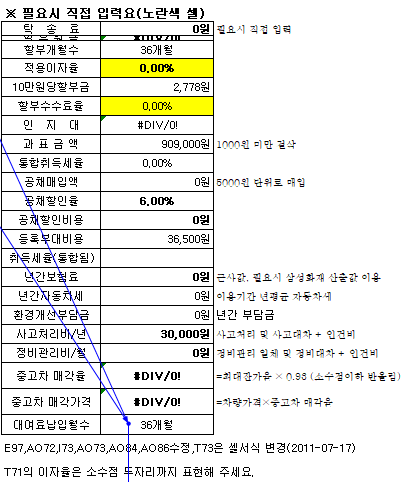 ※ 필요시 직접 입력요(노란색 셀)
탁 송 료 0원 필요시 직접 입력
#DIV/0!
할부개월수 36개월
적용이자율 0.00%
10만원당할부금 2,778원
할부수수료율 0.00%
인 지 대 #DIV/0!
과 표 금 액 909,000원 1000원 미만 절삭
통합취득세율 0.00%
공채매입액 0원 5000원 단위로 매입
공채할인율 6.00%
공채할인비용 0원
등록부대비용 36,500원
취득세율(통합됨)
년간보험료 0원 근사값, 필요시 삼성화재 산출값 이용
년간자동차세 0원 이용기간 년평균 자동차세
환경개선부담금 0원 년간 부담금
사고처리비/년 30,000원 사고처리 및 사고대차 + 인건비
정비관리비/월 0원 정비관리 일체 및 정비대차 + 인건비
중고차 매각율 #DIV/0! =최대잔가율 × 0.98 (소수점이하 반올림)
중고차 매각가격 #DIV/0! =차량가격×중고차 매각율
대여료납입월수 36개월
E97,AO72,I73,AO73,AO84,AO86수정,T73은 셀서식 변경(2011-07-17)
T71의 이자율은 소수점 두자리까지 표현해 주세요.